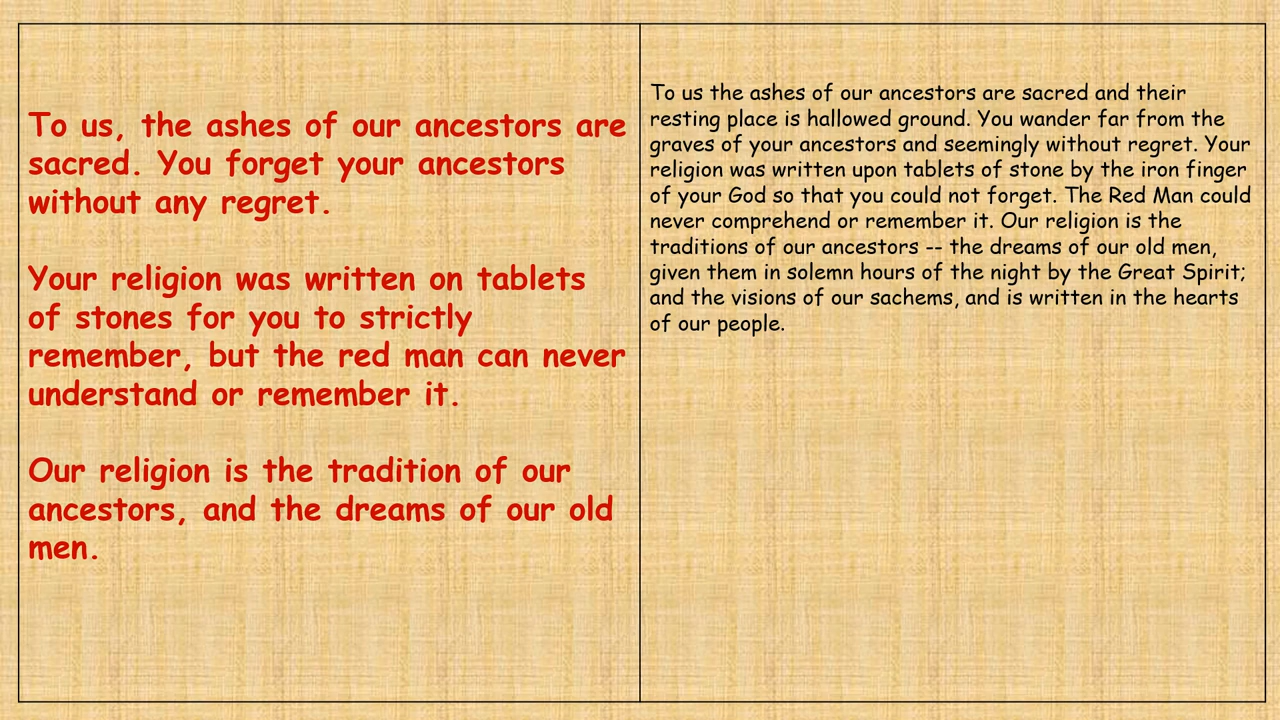 To us, the ashes of our ancestors are
sacred. You forget your ancestors
without any regret.
Your religion was written on tablets
of stones for you to strictly
remember, but the red man can never
understand or remember it.
Our religion is the tradition of our
ancestors, and the dreams of our old
men.
To us the ashes of our ancestors are sacred and their
resting place is hallowed ground. You wander far from the
graves of your ancestors and seemingly without regret. Your
religion was written upon tablets of stone by the iron finger
of your God so that you could not forget. The Red Man could
never comprehend or remember it. Our religion is the
traditions of our ancestors -- the dreams of our old men,
given them in solemn hours of the night by the Great Spirit;
and the visions of our sachems, and is written in the hearts
of our people.